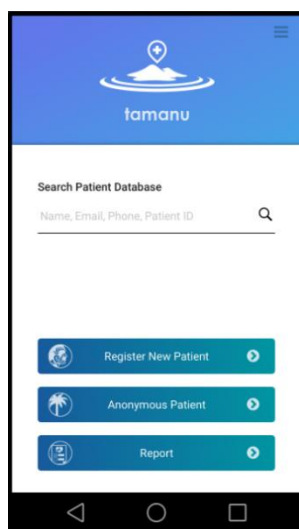 tamanu
Search Patient Database
Name, Email, Phone, Patient ID
Register New Patient
Anonymous Patient
Report